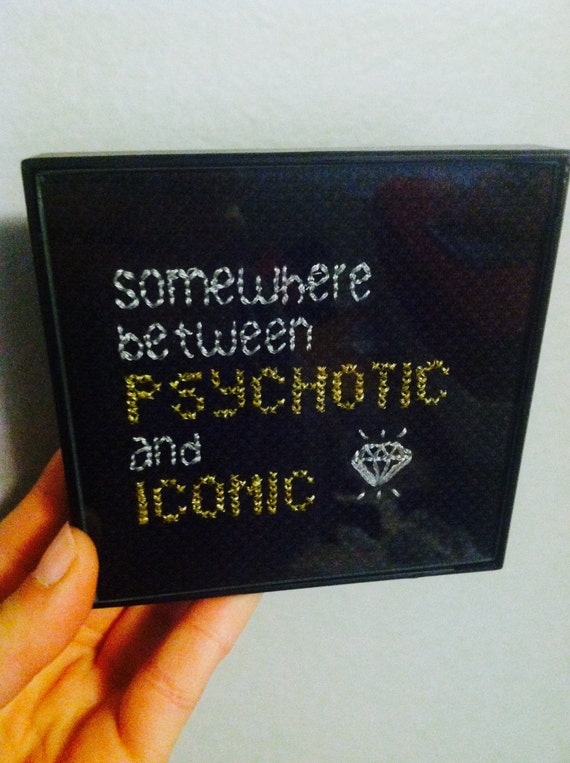 somewhere
between
PSYCHOTIC
and
ICONIC